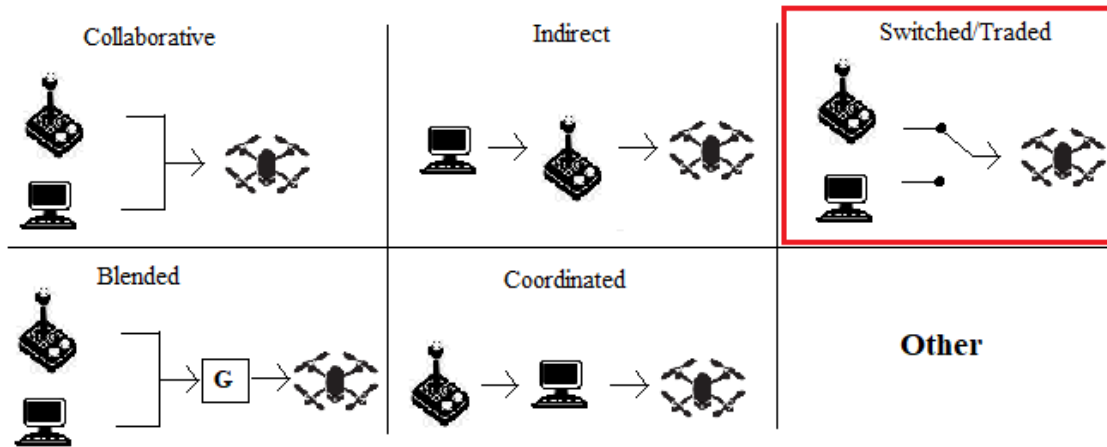 Collaborative
Indirect
Switched/Traded
Blended
G
Coordinated
Other